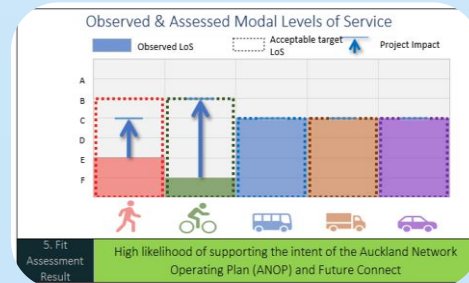 Observed & Assessed Modal Levels of Service
Observed LoS
Acceptable target
LoS
Project Impact
A
B
C
D
E
F
5. Fit
Assessment
Result
High likelihood of supporting the intent of the Auckland Network
Operating Plan (ANOP) and Future Connect